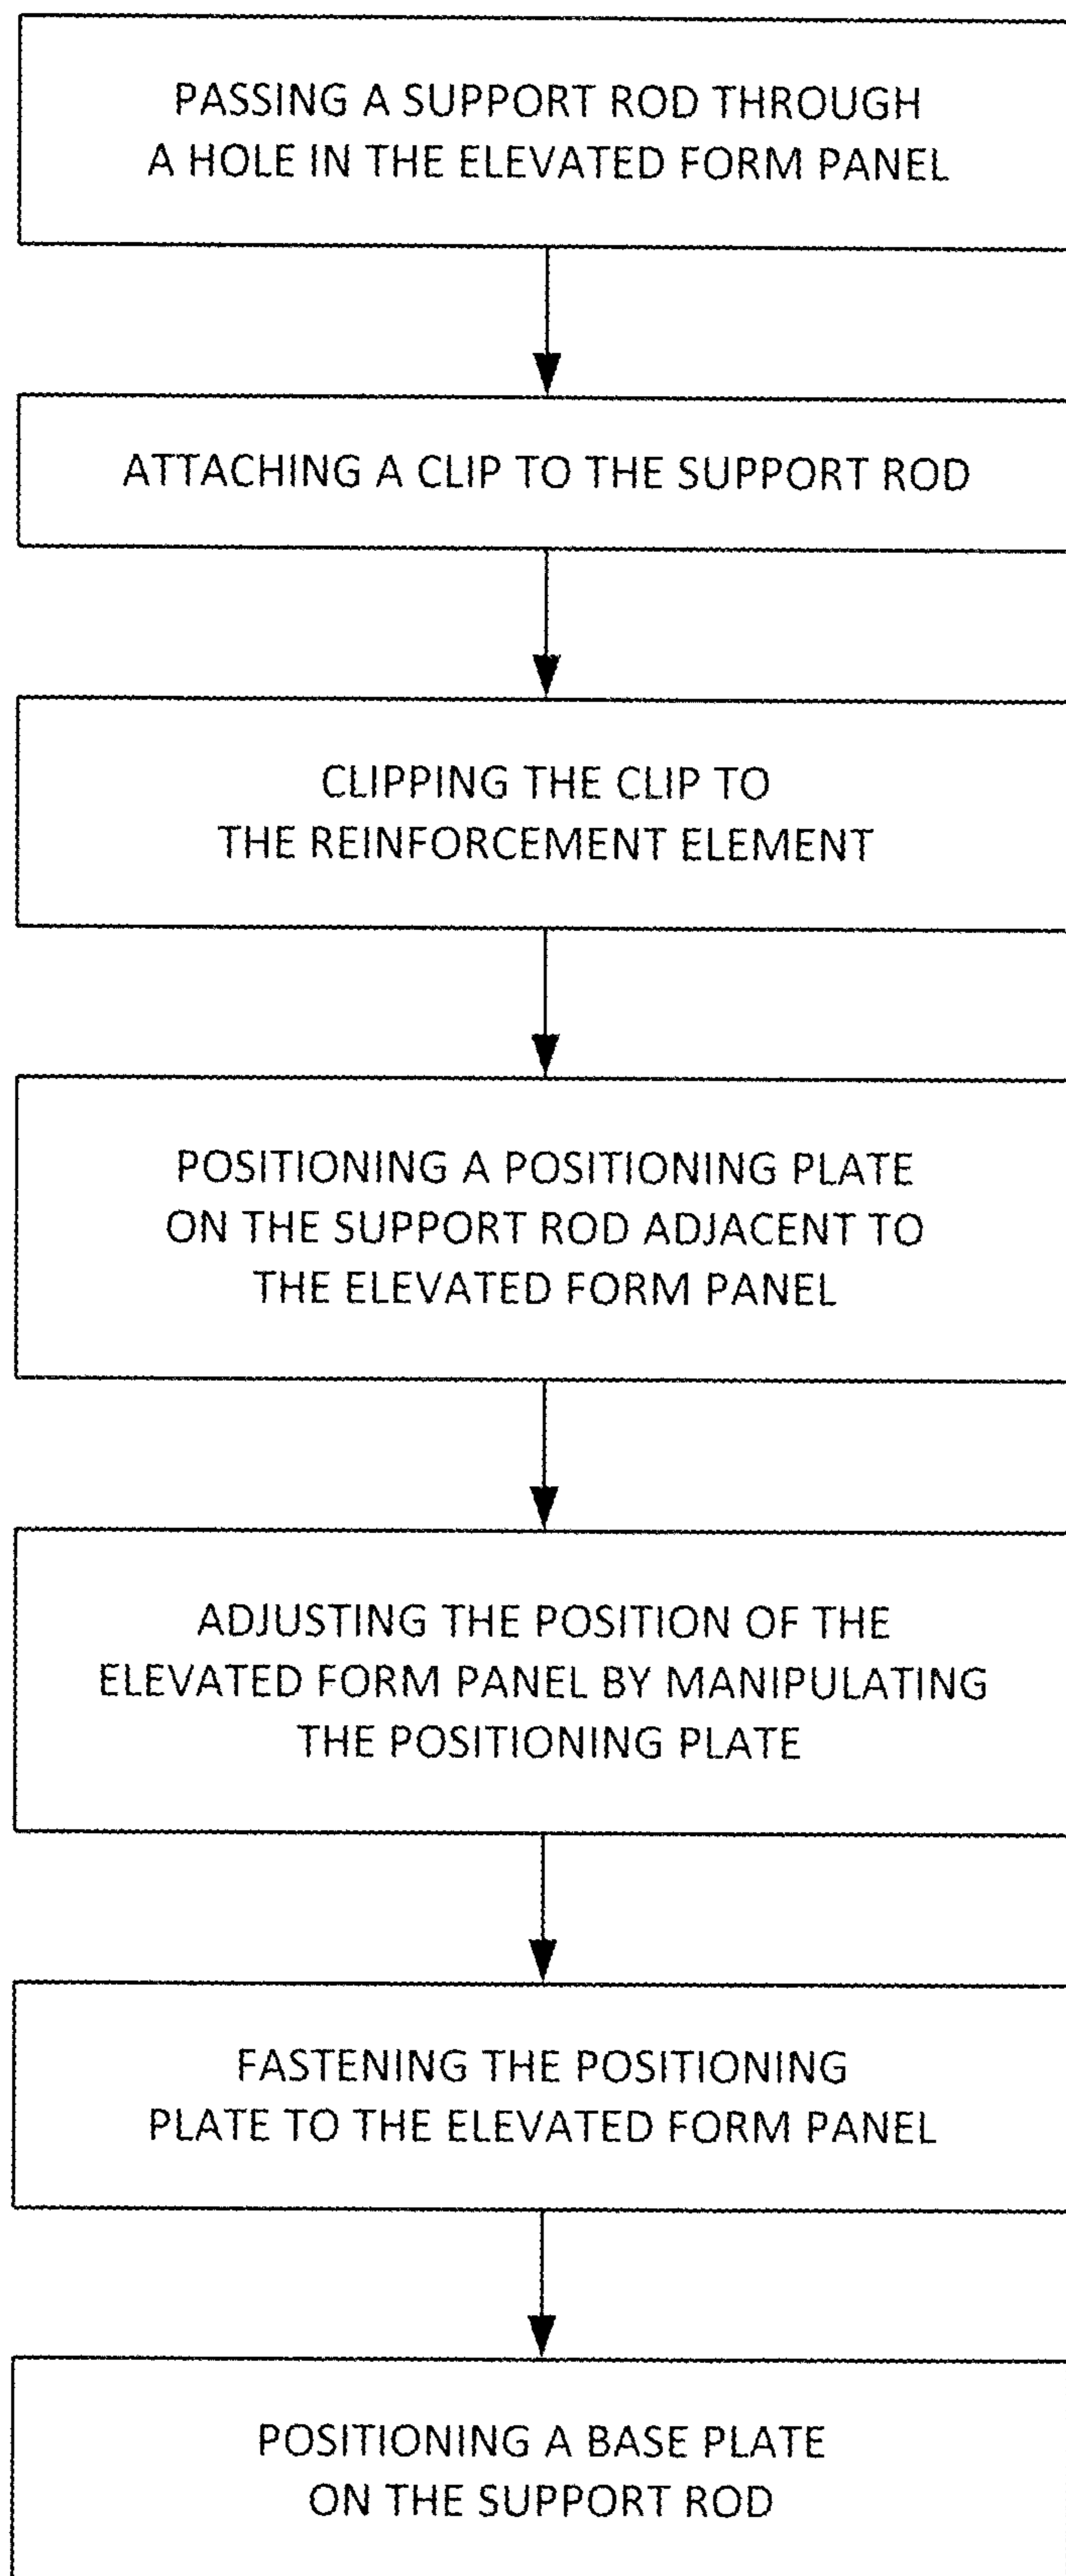 PASSING A SUPPORT ROD THROUGH
A HOLE IN THE ELEVATED FORM PANEL
ATTACHING A CLIP TO THE SUPPORT ROD
CLIPPING THE CLIP TO
THE REINFORCEMENT ELEMENT
POSITIONING A POSITIONING PLATE
ON THE SUPPORT ROD ADJACENT TO
THE ELEVATED FORM PANEL
ADJUSTING THE POSITION OF THE
ELEVATED FORM PANEL BY MANIPULATING
THE POSITIONING PLATE
FASTENING THE POSITIONING
PLATE TO THE ELEVATED FORM PANEL
POSITIONING A BASE PLATE
ON THE SUPPORT ROD